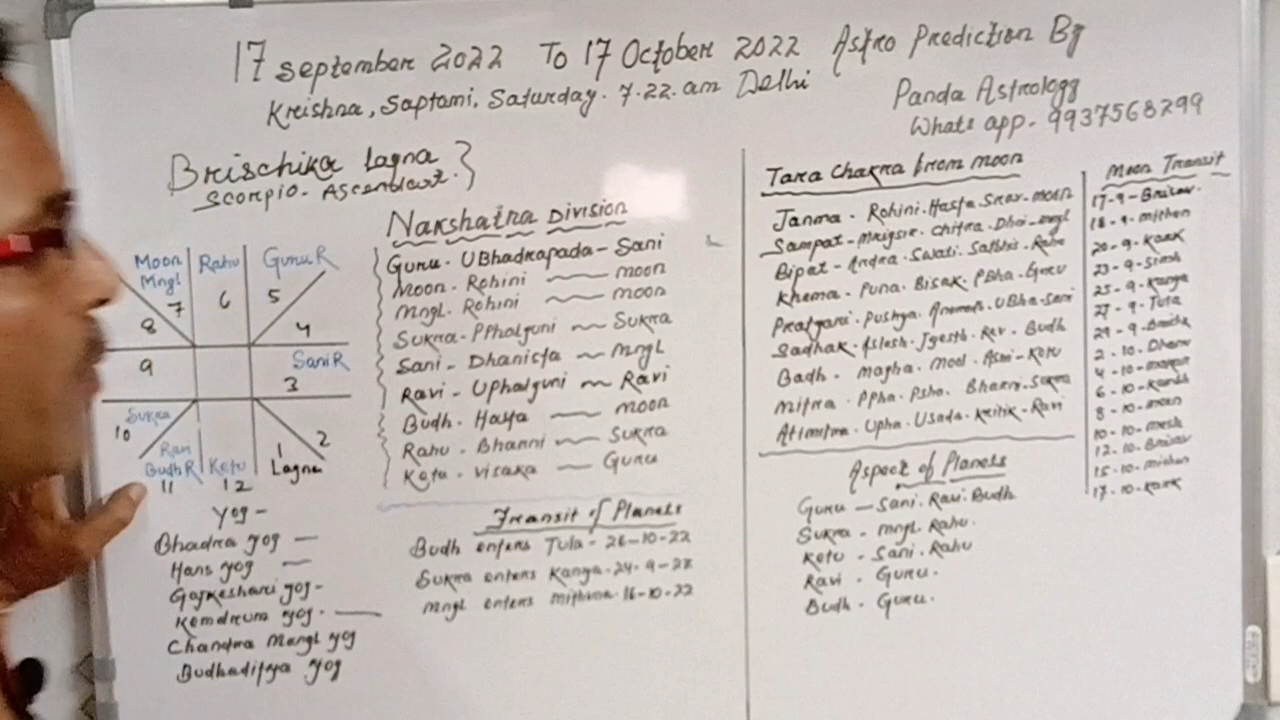 17 September 2022 To 17 October 2022 Astro Prediction By
Krishna, Saptami, Saturday. 7.22.am Delhi
Panda Astrology
Whats app. 9937568299
Brischika Lagna
Scorpio. Ascendant.
Moon
Mngl
7
Rahu
6
Guru R
5
8
4
9
Sani R
3
Sukra
10
Ravi
Budh R
11
Ketu
12
1
Lagna
2
Yog -
Bhadra yog —
Hans yog —
Gajkeshari yog -
Kemdrum yog. —
Chandra Mangl yog
Budhaditya yog
Nakshatra Division
Guru. UBhadrapada - Sani
Moon. Rohini — moon
Mngl. Rohini — moon
Sukra - PPhalguni — Sukra
Sani - Dhanista — Mngl
Ravi - UPhalguni — Ravi
Budh. Hasta — moon
Rahu. Bharni — Sukra
Ketu. Visaka — Guru
Transit of Planets
Budh enters Tula - 26-10-22
Sukra enters Kanya - 24-9-22
Mngl enters Mithuna 16-10-22
Tara Chakra from moon
Janma. Rohini. Hasta. Srav - moon
Sampat - Mrigsir. Chitra. Dhni - mngl
Bipat - Andra. Swati. Satbhis - Rahu
Khema. Puna. Bisak. PBha. Guru
Pratyari. Pushya. Anuradh. UBha - Sani
Sadhak. Aslesh. Jyesth. Rev - Budh
Badh. Magha. Mool. Asni - Ketu
Mitra. Ppha. Psha. Bharni. Sukra
Atimitra. Upha. Usada. Kritik - Ravi
Aspect of Planets
Guru — Sani. Ravi. Budh
Sukra - mngl. Rahu.
Ketu - Sani. Rahu
Ravi. Guru.
Budh. Guru.
Moon Transit
17-9-Brisav.
18-9-mithun
20-9-Kark
23-9-Simh
25-9-Kanya
27-9-Tula
29-9-Bricha
2-10-Dhanu
4-10-makar
6-10-Kumbh
8-10-meen
10-10-mesh
12-10-Brisav
15-10-mithun
17-10-Kark